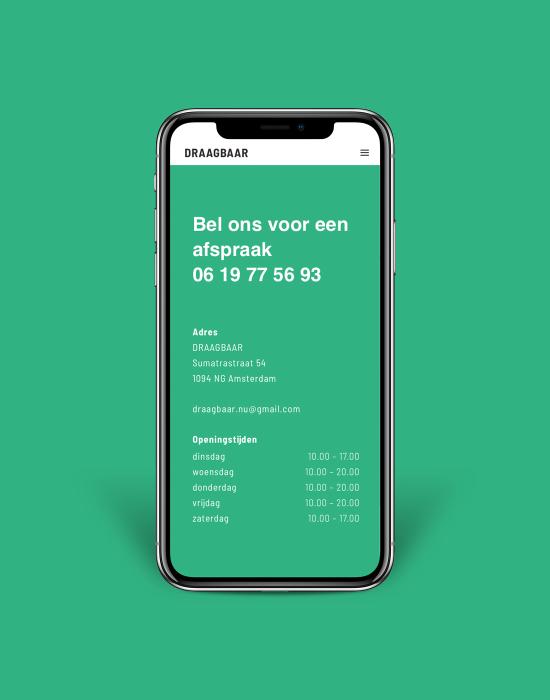 DRAAGBAAR
Bel ons voor een
afspraak
06 19 77 56 93
Adres
DRAAGBAAR
Sumatrastraat 54
1094 NG Amsterdam
draagbaar.nu@gmail.com
Openingstijden
dinsdag 10.00 – 17.00
woensdag 10.00 – 20.00
donderdag 10.00 – 20.00
vrijdag 10.00 – 20.00
zaterdag 10.00 – 17.00